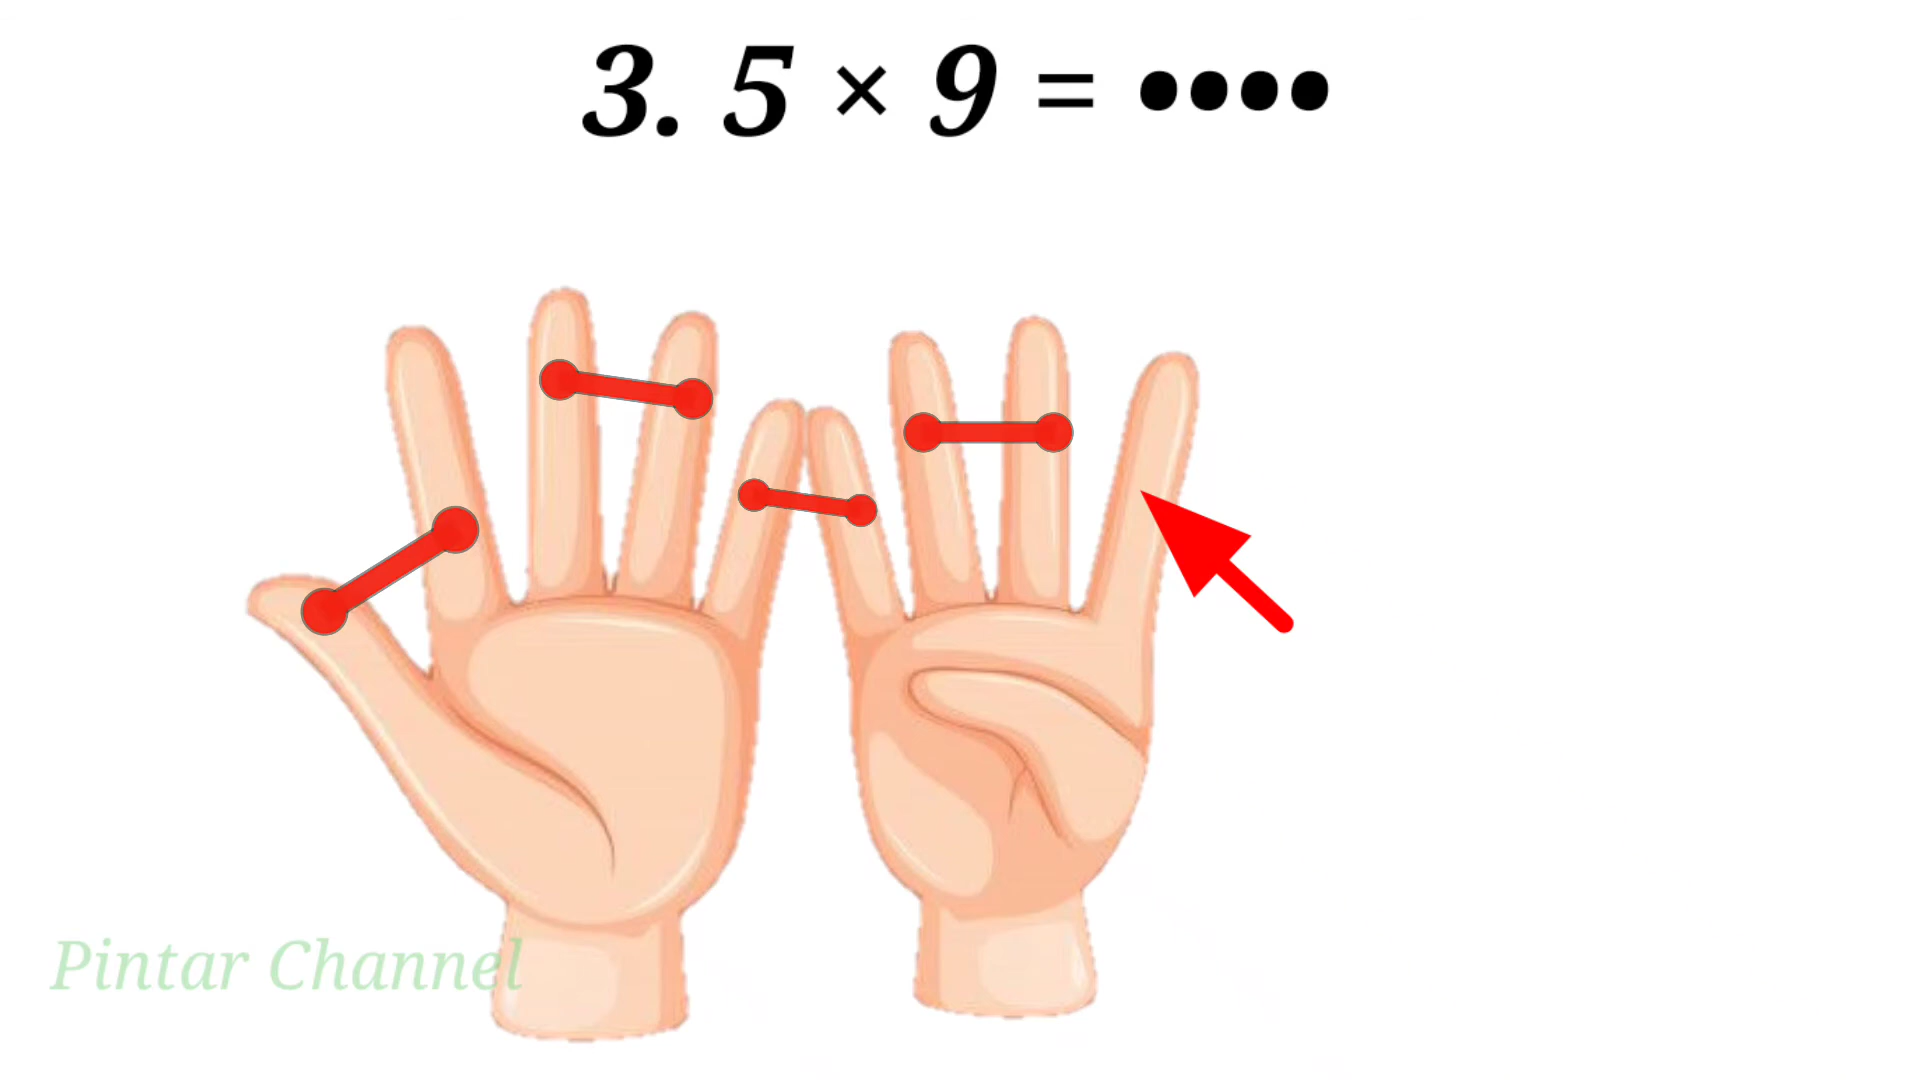 3. 5 × 9 = ••••
Pintar Channel